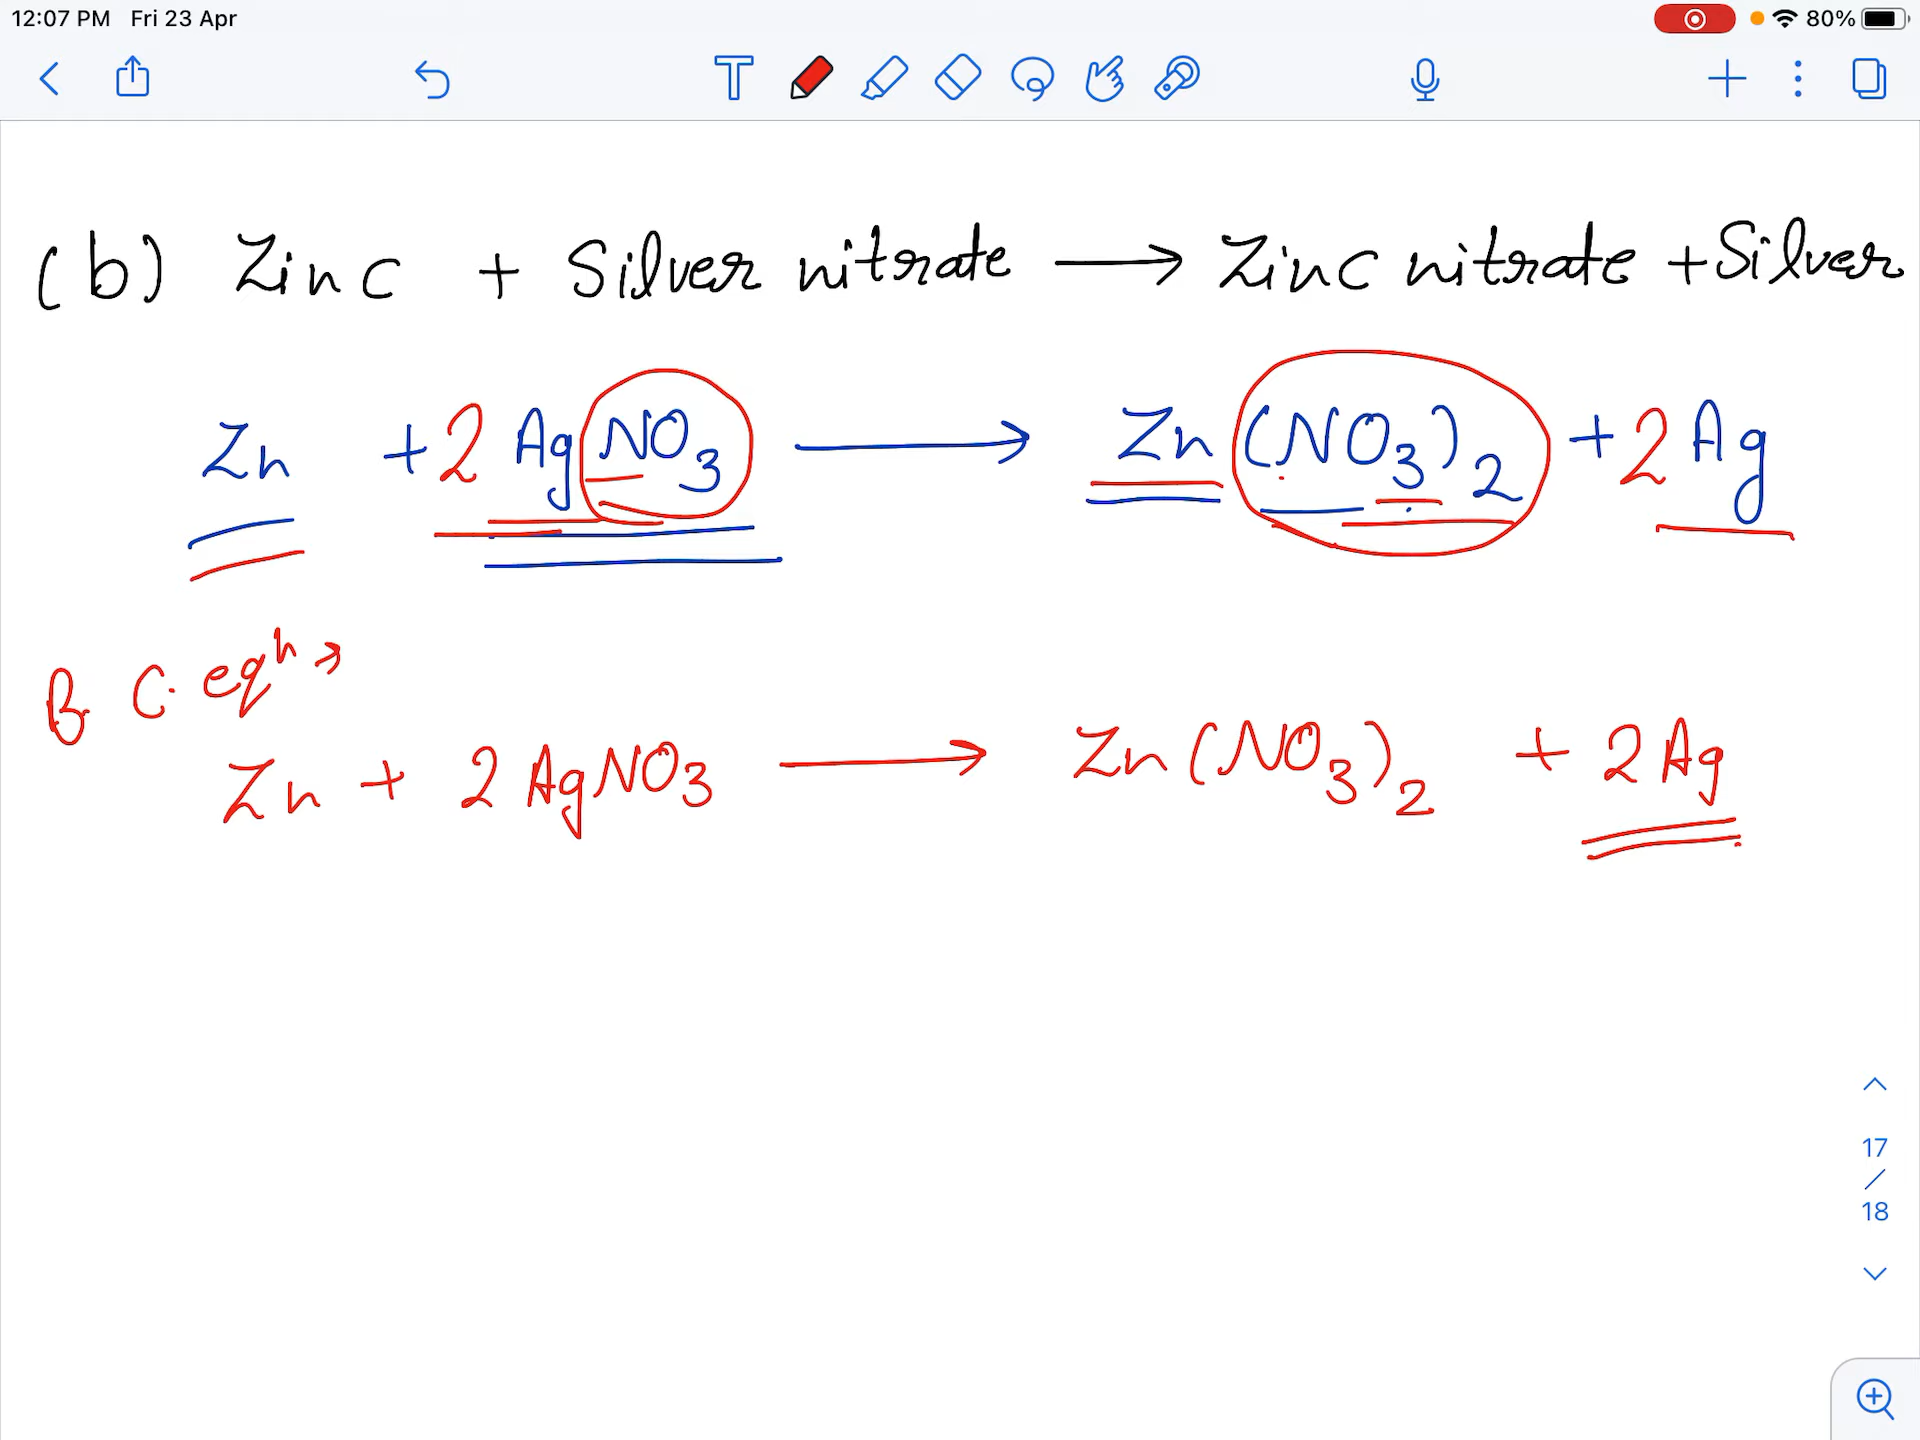 12:07 PM Fri 23 Apr 80%
T
(b) Zinc + Silver nitrate → Zinc nitrate + Silver
Zn + 2 AgNO3 → Zn(NO3)2 + 2 Ag
B. C. eqn →
Zn + 2 AgNO3 → Zn(NO3)2 + 2 Ag
17
/
18